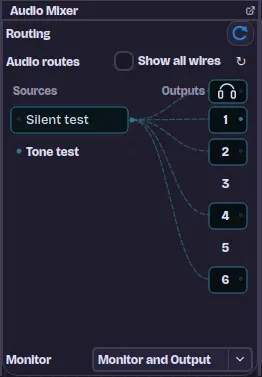 Audio Mixer
Routing
Audio routes Show all wires
Sources Outputs
Silent test 1
Tone test 2
3
4
5
6
Monitor Monitor and Output